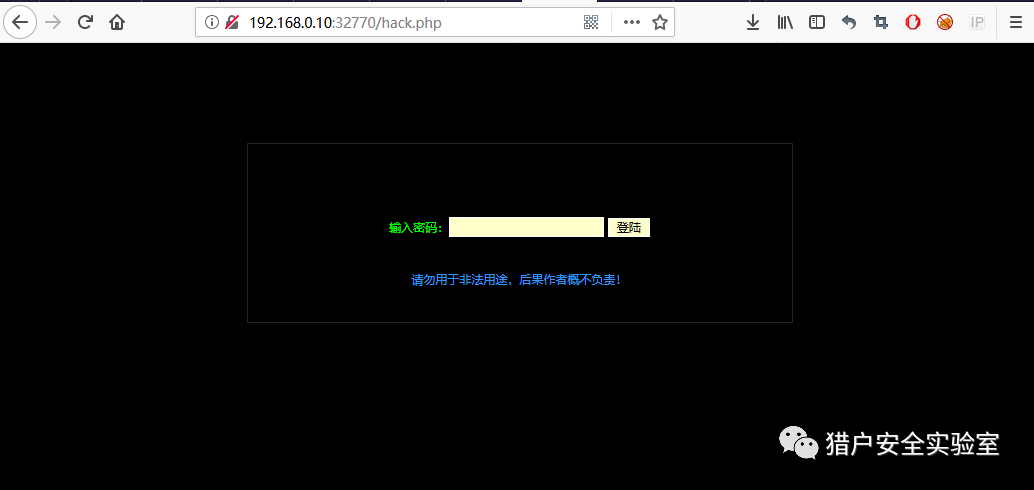 192.168.0.10:32770/hack.php
IP
输入密码：
登陆
请勿用于非法用途，后果作者概不负责！
猎户安全实验室